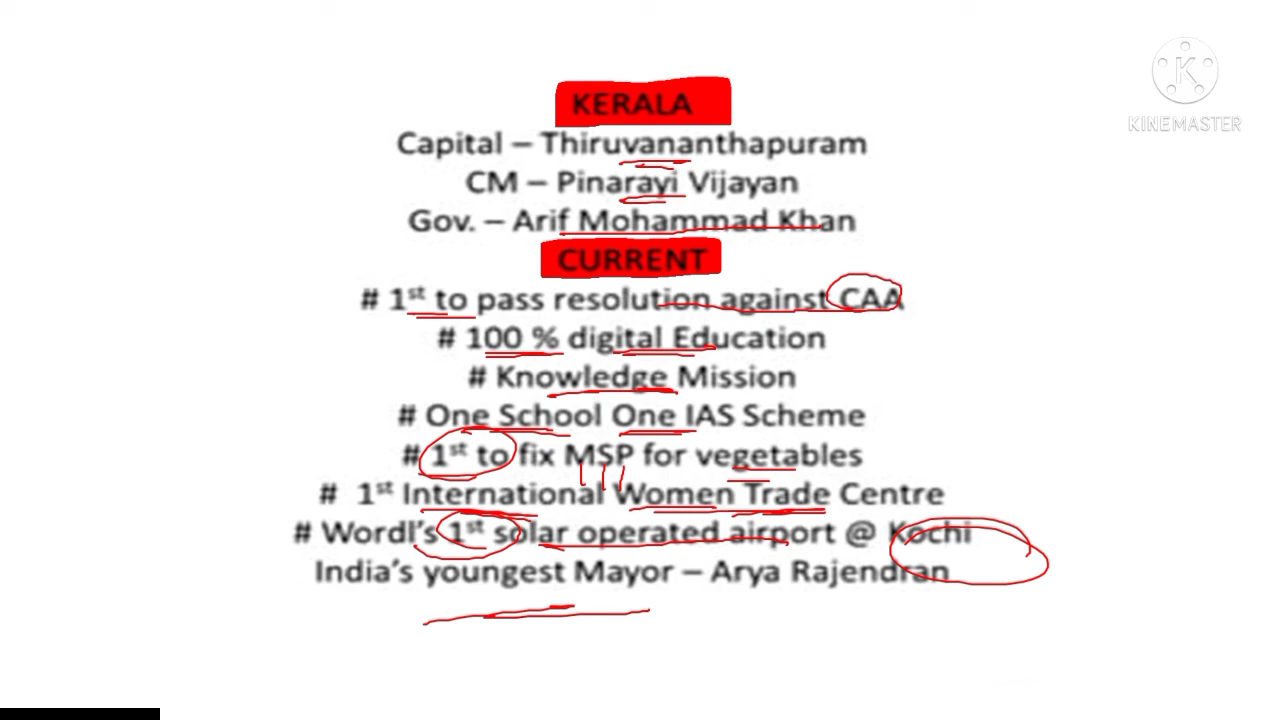 KINEMASTER
KERALA
Capital – Thiruvananthapuram
CM – Pinarayi Vijayan
Gov. – Arif Mohammad Khan
CURRENT
# 1st to pass resolution against CAA
# 100 % digital Education
# Knowledge Mission
# One School One IAS Scheme
# 1st to fix MSP for vegetables
# 1st International Women Trade Centre
# Wordl's 1st solar operated airport @ Kochi
India's youngest Mayor – Arya Rajendran